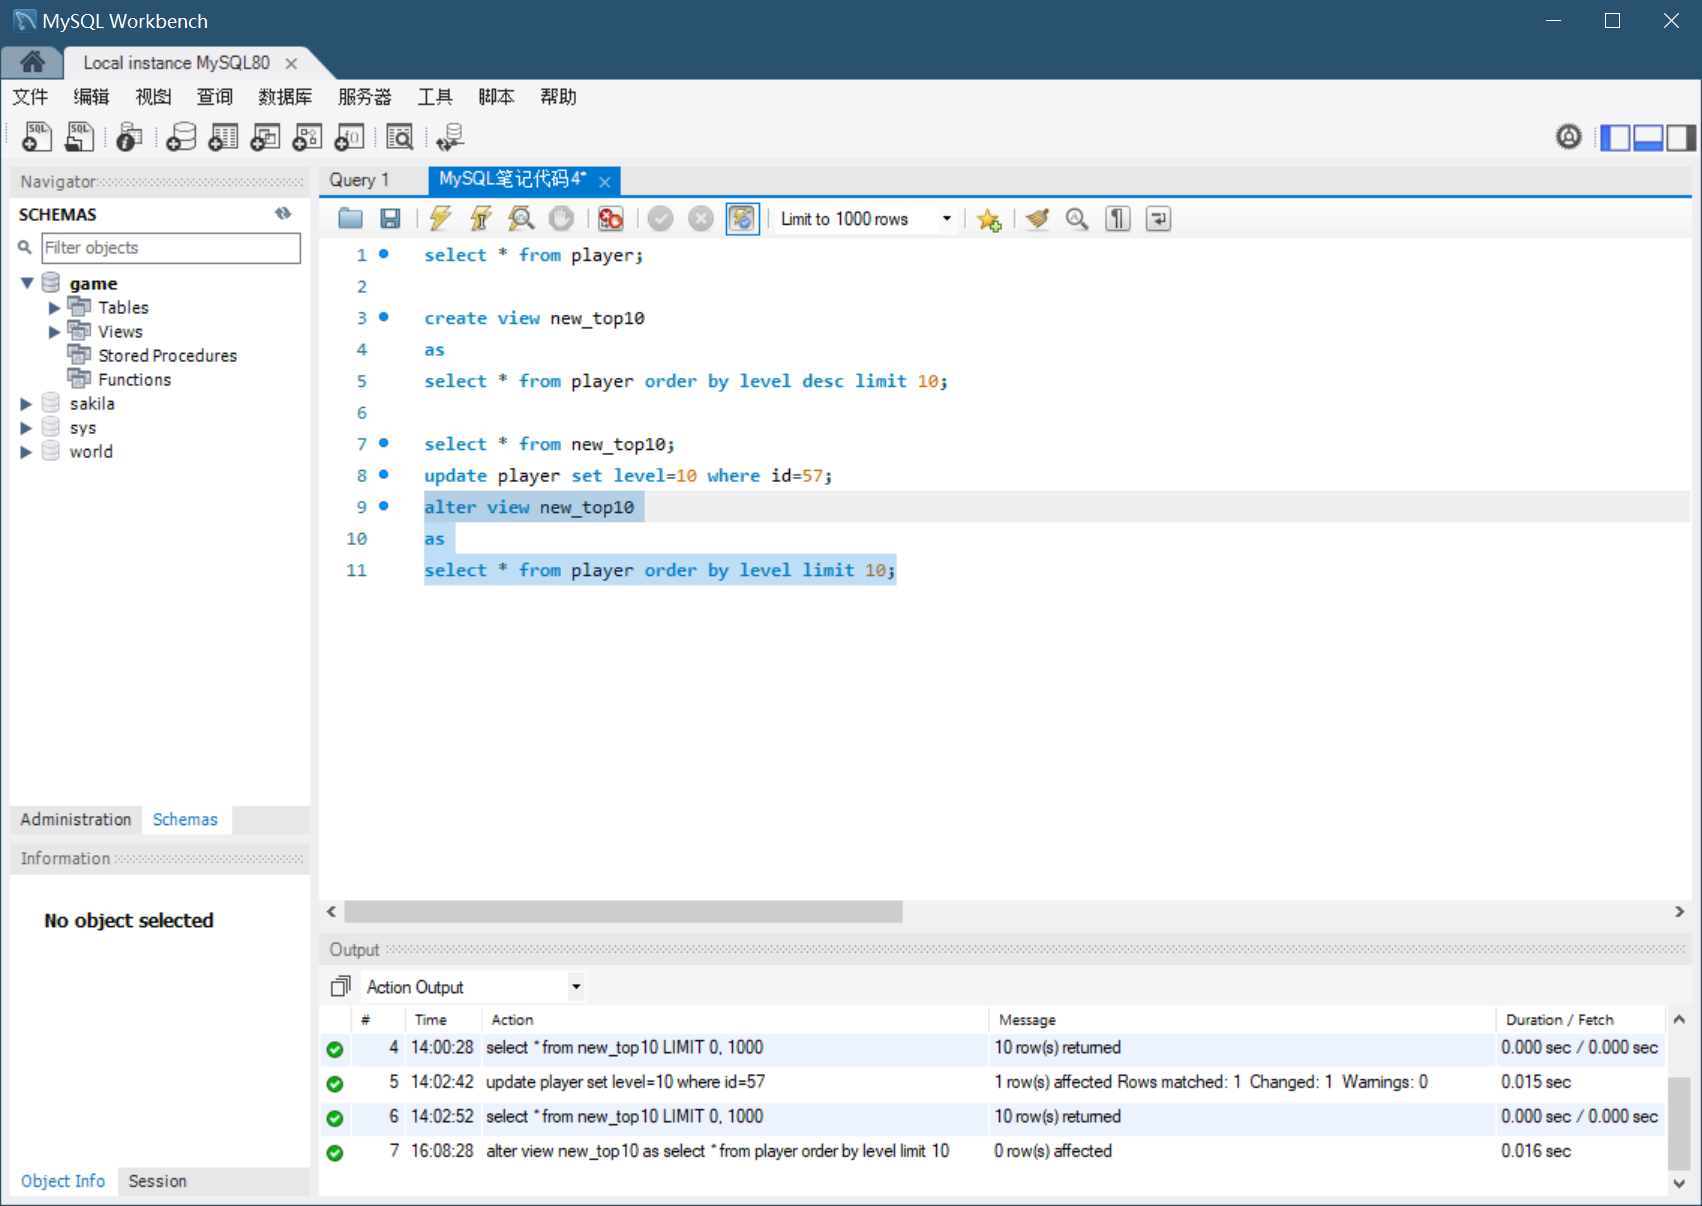 MySQL Workbench
Local instance MySQL80
文件 编辑 视图 查询 数据库 服务器 工具 脚本 帮助
Navigator
SCHEMAS
Filter objects
game
Tables
Views
Stored Procedures
Functions
sakila
sys
world
Administration Schemas
Information
No object selected
Object Info Session
Query 1 MySQL笔记代码4*
Limit to 1000 rows
1 select * from player;
2
3 create view new_top10
4 as
5 select * from player order by level desc limit 10;
6
7 select * from new_top10;
8 update player set level=10 where id=57;
9 alter view new_top10
10 as
11 select * from player order by level limit 10;
Output
Action Output
# Time Action Message Duration / Fetch
4 14:00:28 select * from new_top10 LIMIT 0, 1000 10 row(s) returned 0.000 sec / 0.000 sec
5 14:02:42 update player set level=10 where id=57 1 row(s) affected Rows matched: 1 Changed: 1 Warnings: 0 0.015 sec
6 14:02:52 select * from new_top10 LIMIT 0, 1000 10 row(s) returned 0.000 sec / 0.000 sec
7 16:08:28 alter view new_top10 as select * from player order by level limit 10 0 row(s) affected 0.016 sec